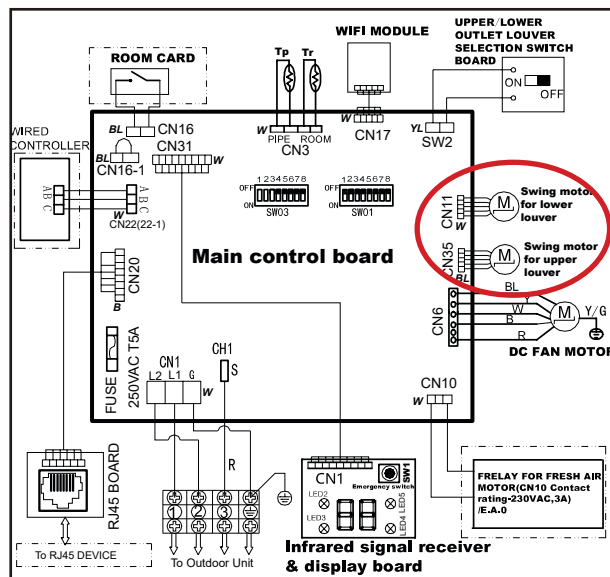 UPPER/LOWER
OUTLET LOUVER
SELECTION SWITCH
BOARD
WIFI MODULE
ROOM CARD
Tp Tr
ON OFF
BL CN16
W PIPE ROOM
CN3
W
CN17
YL SW2
WIRED
CONTROLLER
BL
CN16-1
CN31
W
A B C
A B C
W
CN22(22-1)
12345678
OFF
ON
SW03
12345678
OFF
ON
SW01
CN11
W
M
Swing motor
for lower
louver
CN35
BL
M
Swing motor
for upper
louver
Main control board
CN20
B
CN6
BL
Y
W
B
R
M
Y/G
DC FAN MOTOR
FUSE
250VAC T5A
CN1
L2 L1 G
W
CH1
S
R
CN10
W
RJ45 BOARD
To RJ45 DEVICE
1 2 3
To Outdoor Unit
CN1
SW1
Emergency switch
LED2
LED3
LED5
LED4
Infrared signal receiver
& display board
FRELAY FOR FRESH AIR
MOTOR(CN10 Contact
rating-230VAC,3A)
/E.A.0